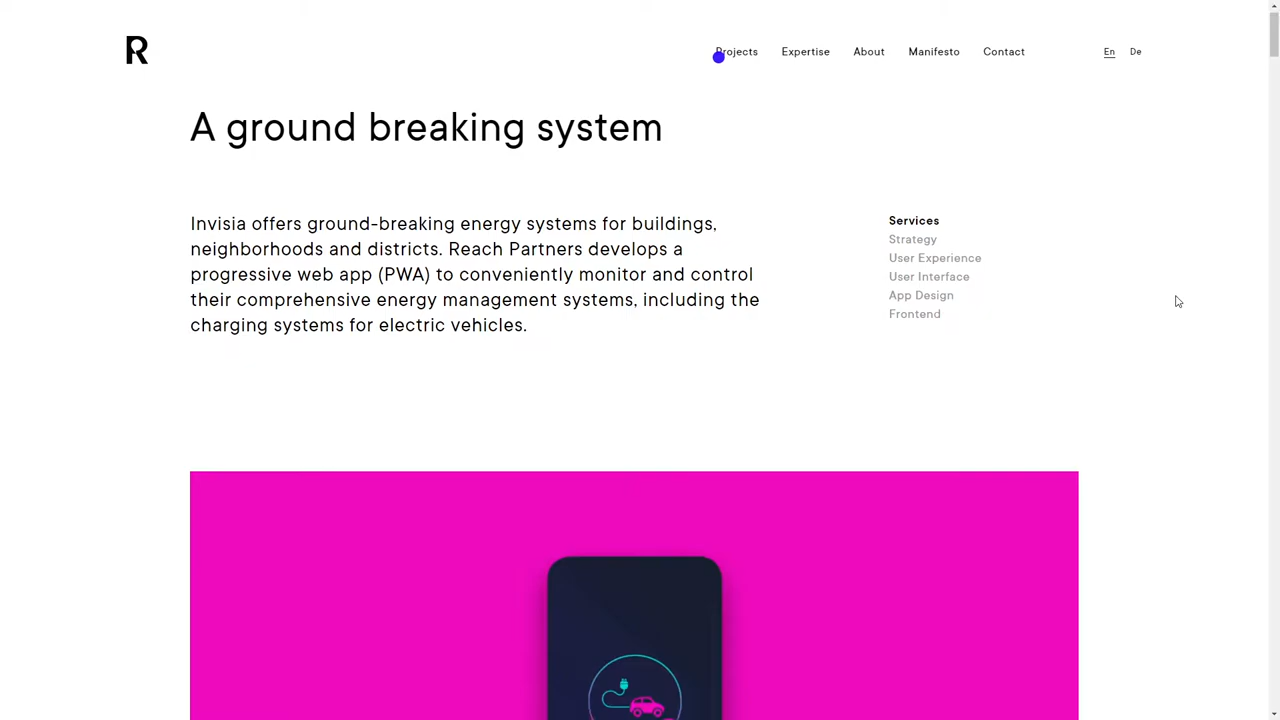 R
Projects Expertise About Manifesto Contact En De
A ground breaking system
Invisia offers ground-breaking energy systems for buildings,
neighborhoods and districts. Reach Partners develops a
progressive web app (PWA) to conveniently monitor and control
their comprehensive energy management systems, including the
charging systems for electric vehicles.
Services
Strategy
User Experience
User Interface
App Design
Frontend